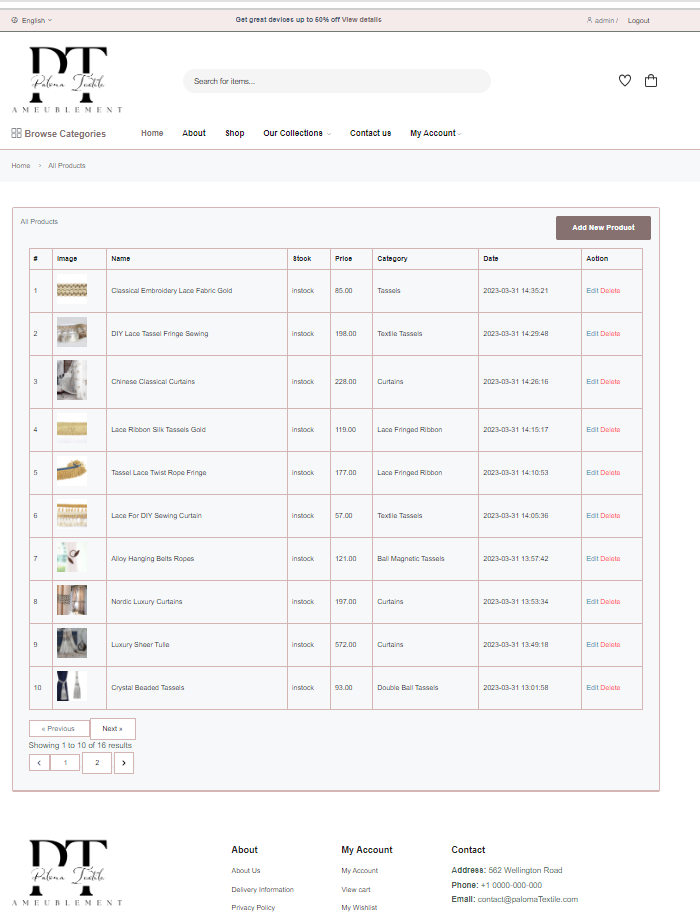 English
Get great devices up to 50% off View details
admin / Logout
PT
Paloma Textile
AMEUBLEMENT
Search for items...
Browse Categories
Home About Shop Our Collections Contact us My Account
Home > All Products
All Products
Add New Product
# Image Name Stock Price Category Date Action
1 Classical Embroidery Lace Fabric Gold instock 85.00 Tassels 2023-03-31 14:35:21 Edit Delete
2 DIY Lace Tassel Fringe Sewing instock 198.00 Textile Tassels 2023-03-31 14:29:48 Edit Delete
3 Chinese Classical Curtains instock 228.00 Curtains 2023-03-31 14:26:16 Edit Delete
4 Lace Ribbon Silk Tassels Gold instock 119.00 Lace Fringed Ribbon 2023-03-31 14:15:17 Edit Delete
5 Tassel Lace Twist Rope Fringe instock 177.00 Lace Fringed Ribbon 2023-03-31 14:10:53 Edit Delete
6 Lace For DIY Sewing Curtain instock 57.00 Textile Tassels 2023-03-31 14:05:36 Edit Delete
7 Alloy Hanging Belts Ropes instock 121.00 Ball Magnetic Tassels 2023-03-31 13:57:42 Edit Delete
8 Nordic Luxury Curtains instock 197.00 Curtains 2023-03-31 13:53:34 Edit Delete
9 Luxury Sheer Tulle instock 572.00 Curtains 2023-03-31 13:49:18 Edit Delete
10 Crystal Beaded Tassels instock 93.00 Double Ball Tassels 2023-03-31 13:01:58 Edit Delete
« Previous Next »
Showing 1 to 10 of 16 results
‹ 1 2 ›
PT
Paloma Textile
AMEUBLEMENT
About My Account Contact
About Us My Account Address: 562 Wellington Road
Delivery Information View cart Phone: +1 0000-000-000
Privacy Policy My Wishlist Email: contact@palomaTextile.com